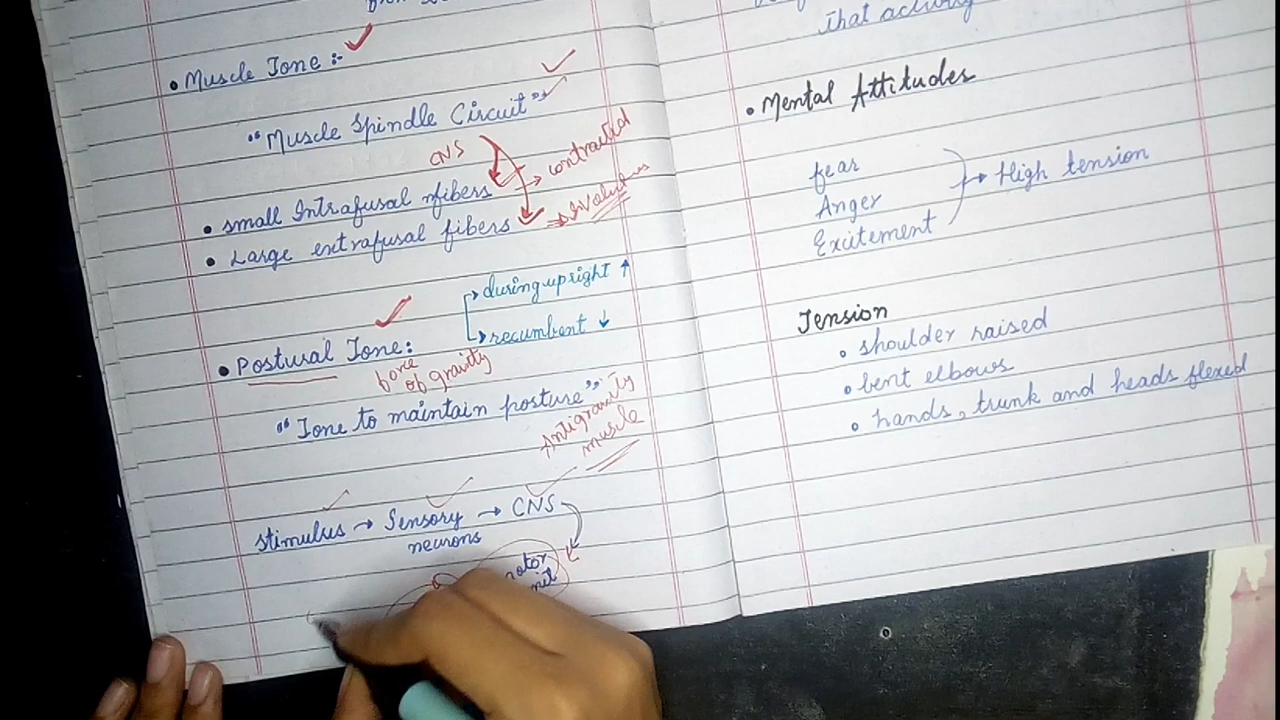 • Muscle Tone :-
"Muscle Spindle Circuit"
CNS
contracted
• small Intrafusal fibers
• Large extrafusal fibers
during upright ↑
recumbent ↓
• Postural Tone:
force
of gravity
"Tone to maintain posture"
Antigravity
muscle
stimulus → Sensory → CNS
neurons
that activity
• Mental Attitudes
fear
Anger
Excitement
→ High tension
Tension
• shoulder raised
• bent elbows
• hands, trunk and heads flexed